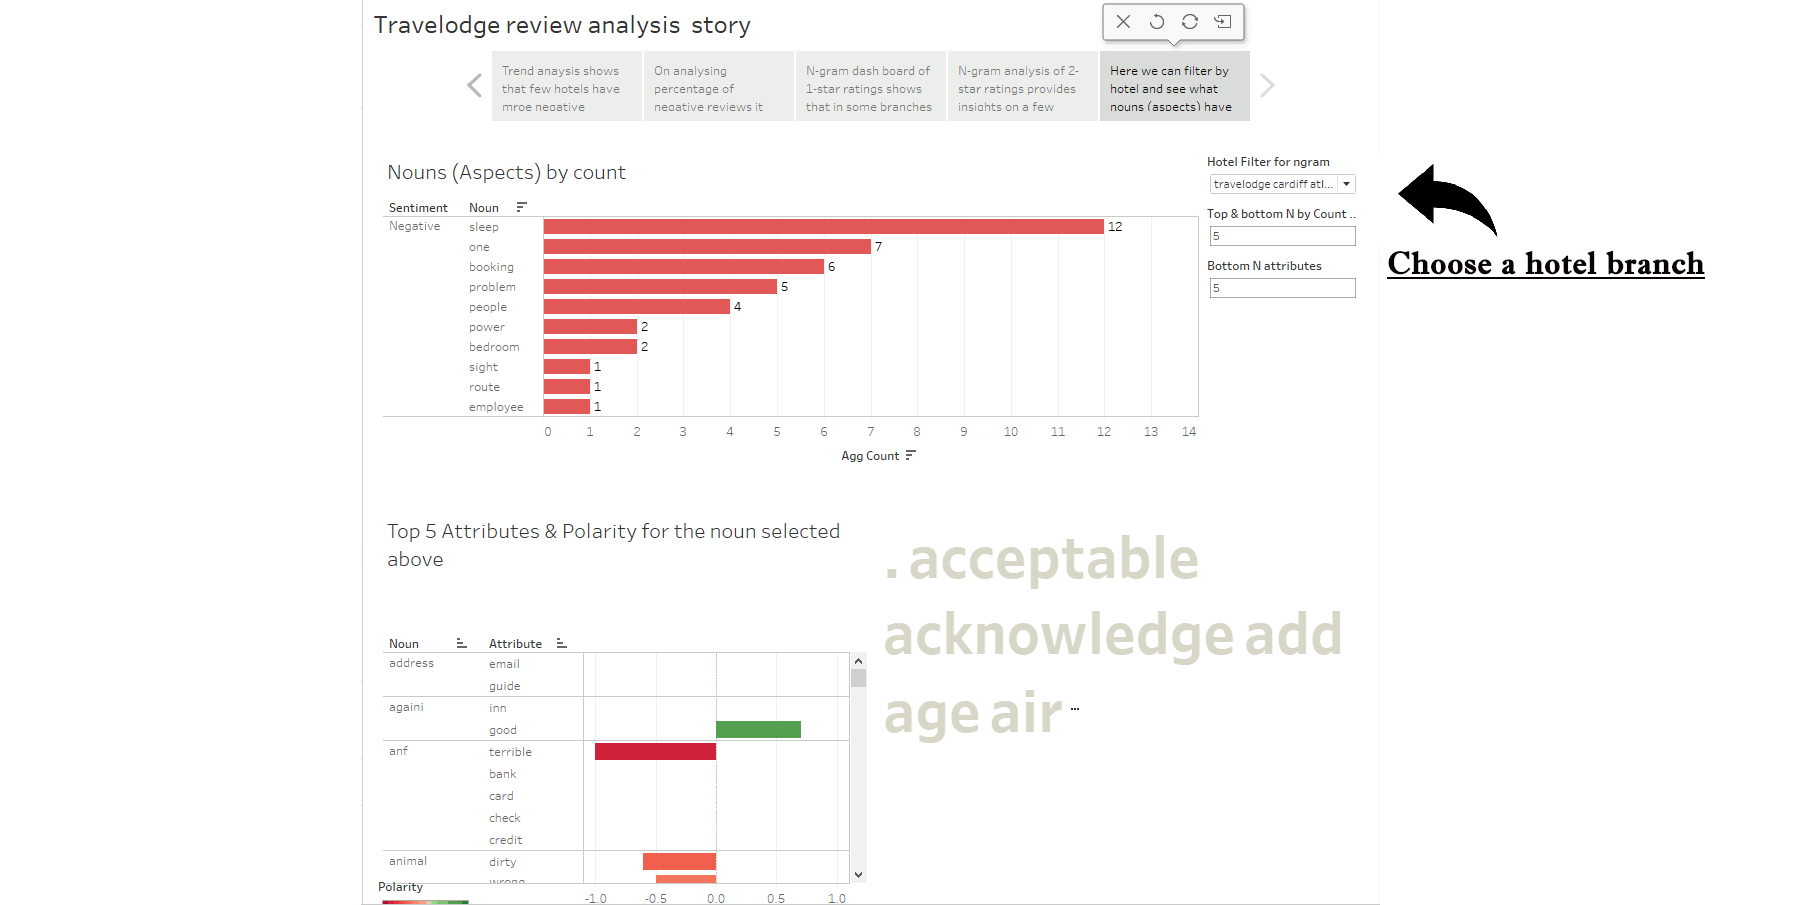 Travelodge review analysis story
Trend anaysis shows
that few hotels have
mroe negative
On analysing
percentage of
negative reviews it
N-gram dash board of
1-star ratings shows
that in some branches
N-gram analysis of 2-
star ratings provides
insights on a few
Here we can filter by
hotel and see what
nouns (aspects) have
Nouns (Aspects) by count
Hotel Filter for ngram
travelodge cardiff atl...
Top & bottom N by Count ..
5
Bottom N attributes
5
Choose a hotel branch
Sentiment Noun
Negative sleep 12
one 7
booking 6
problem 5
people 4
power 2
bedroom 2
sight 1
route 1
employee 1
0 1 2 3 4 5 6 7 8 9 10 11 12 13 14
Agg Count
Top 5 Attributes & Polarity for the noun selected
above
. acceptable
acknowledge add
age air ...
Noun Attribute
address email
guide
againi inn
good
anf terrible
bank
card
check
credit
animal dirty
wrong
Polarity
-1.0 -0.5 0.0 0.5 1.0